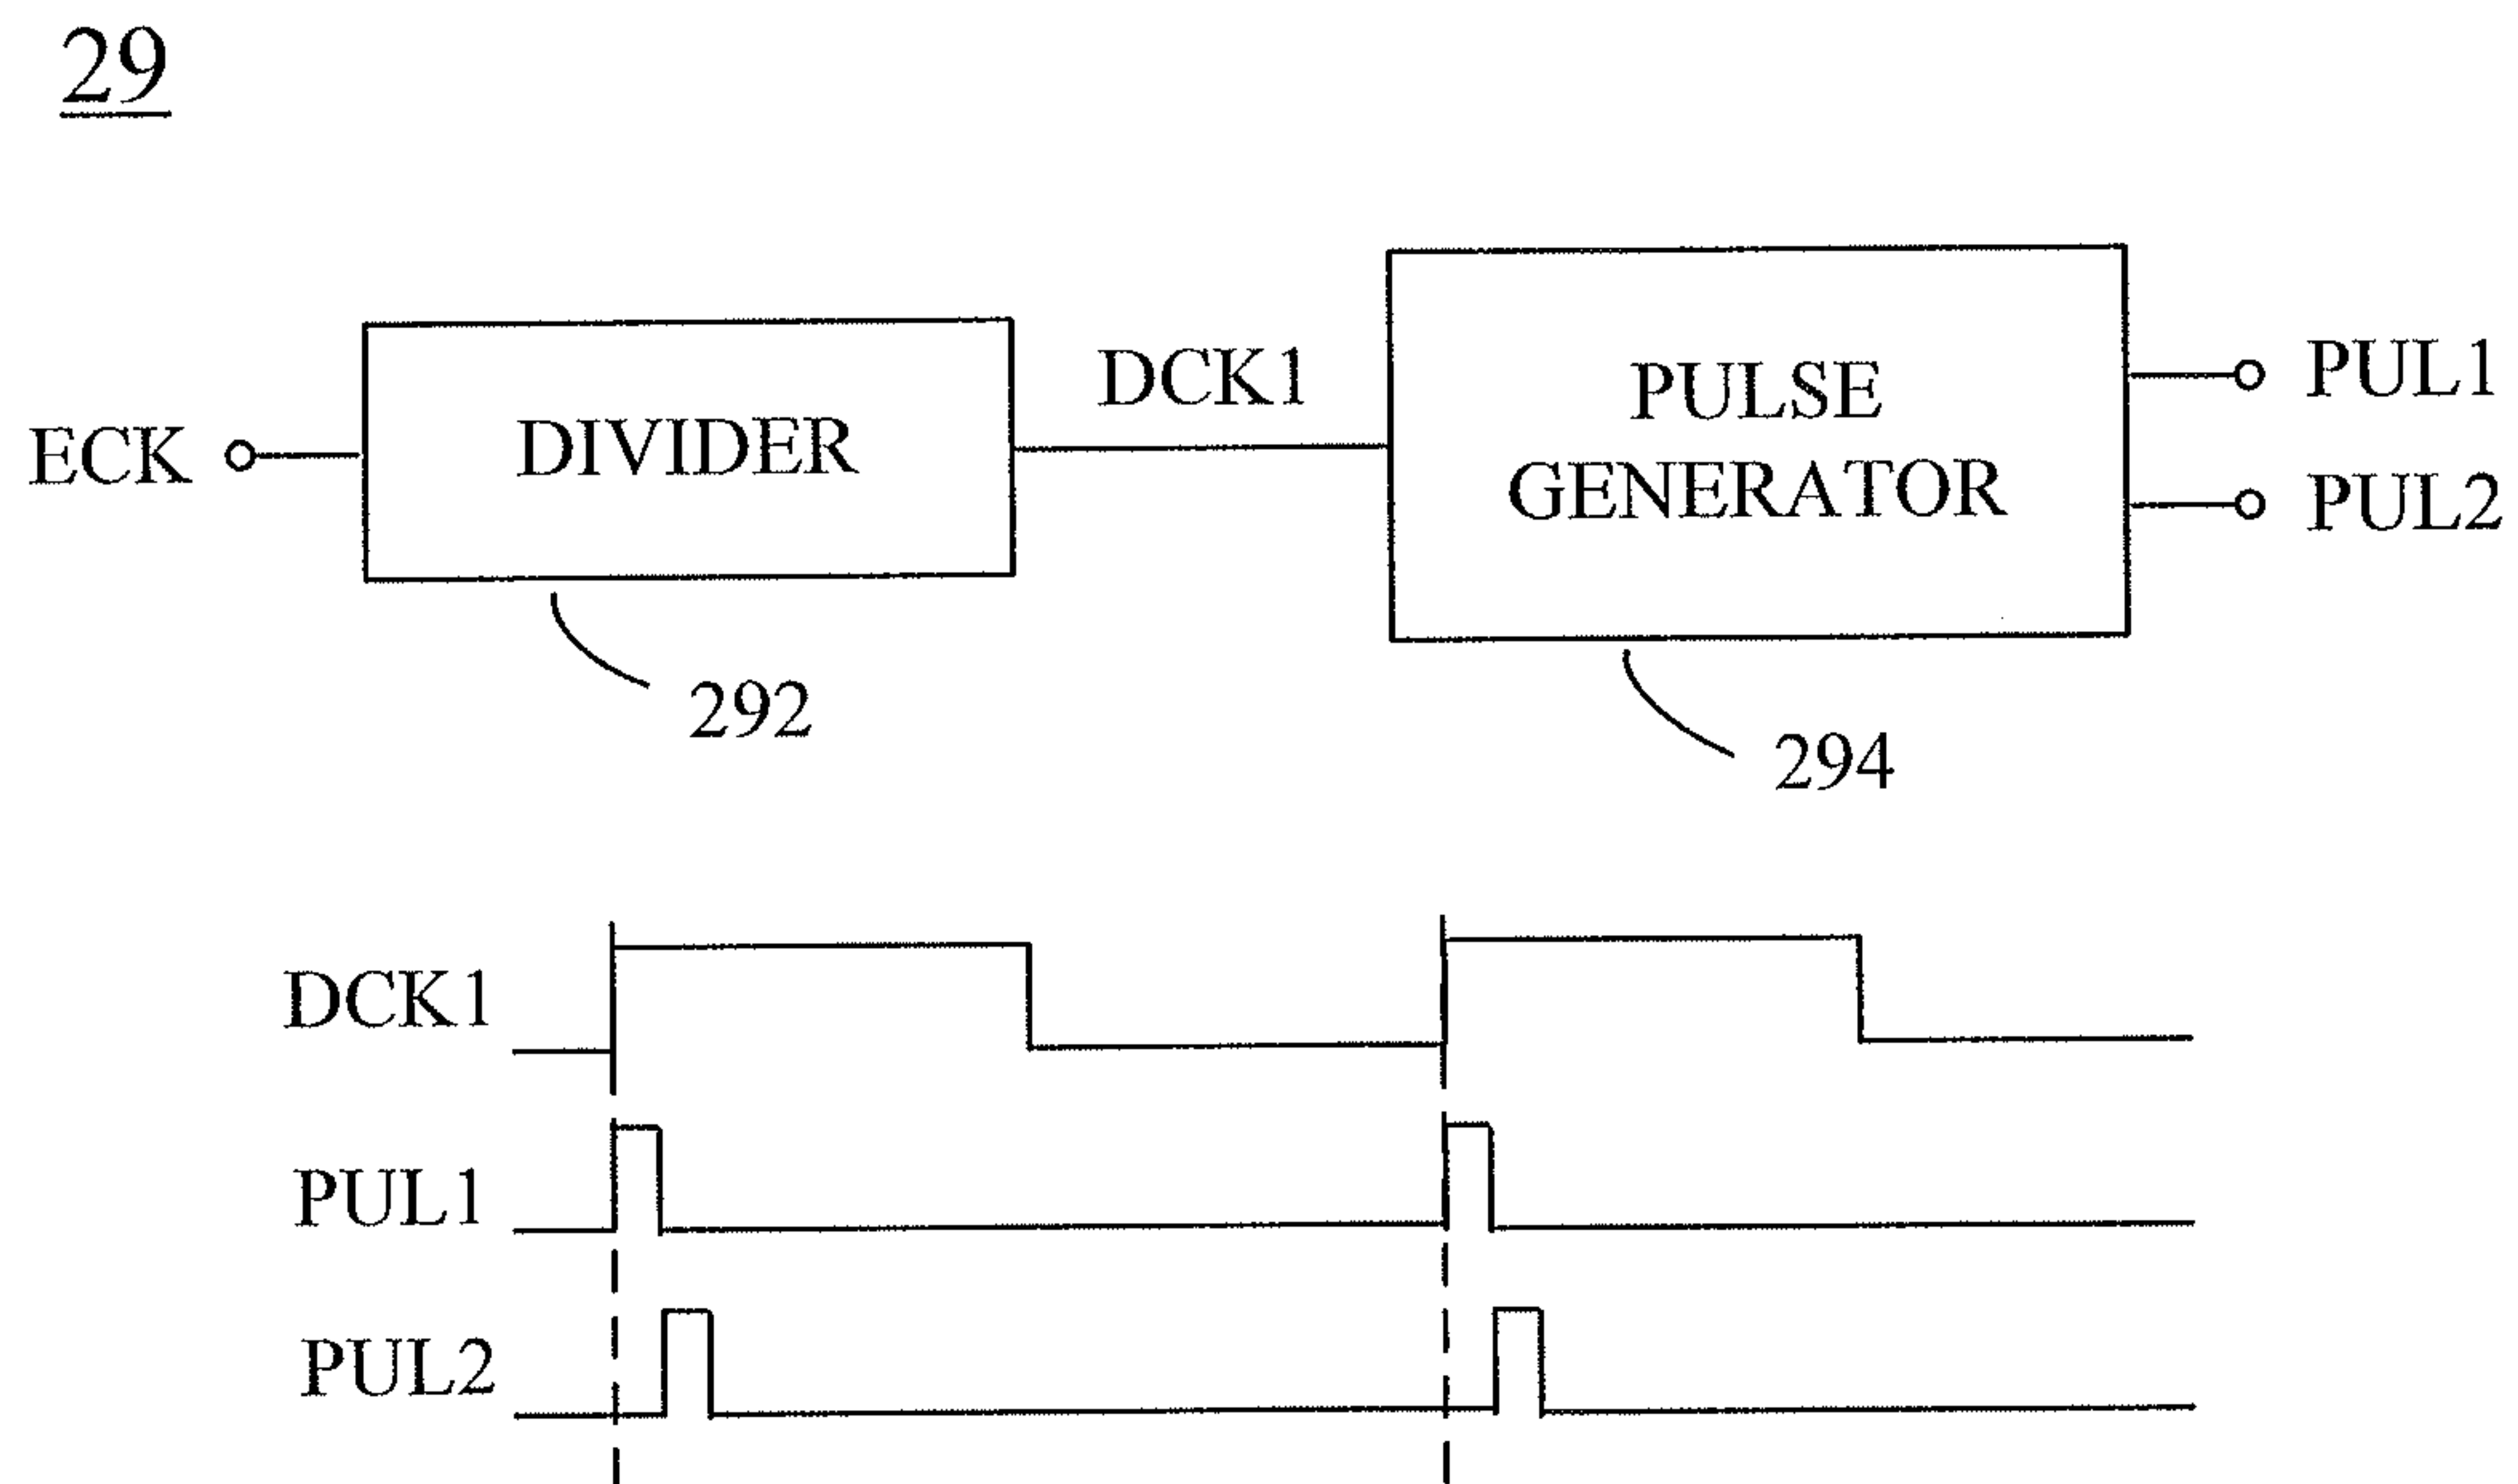 29
ECK
DIVIDER
DCK1
PULSE
GENERATOR
PUL1
PUL2
292
294
DCK1
PUL1
PUL2